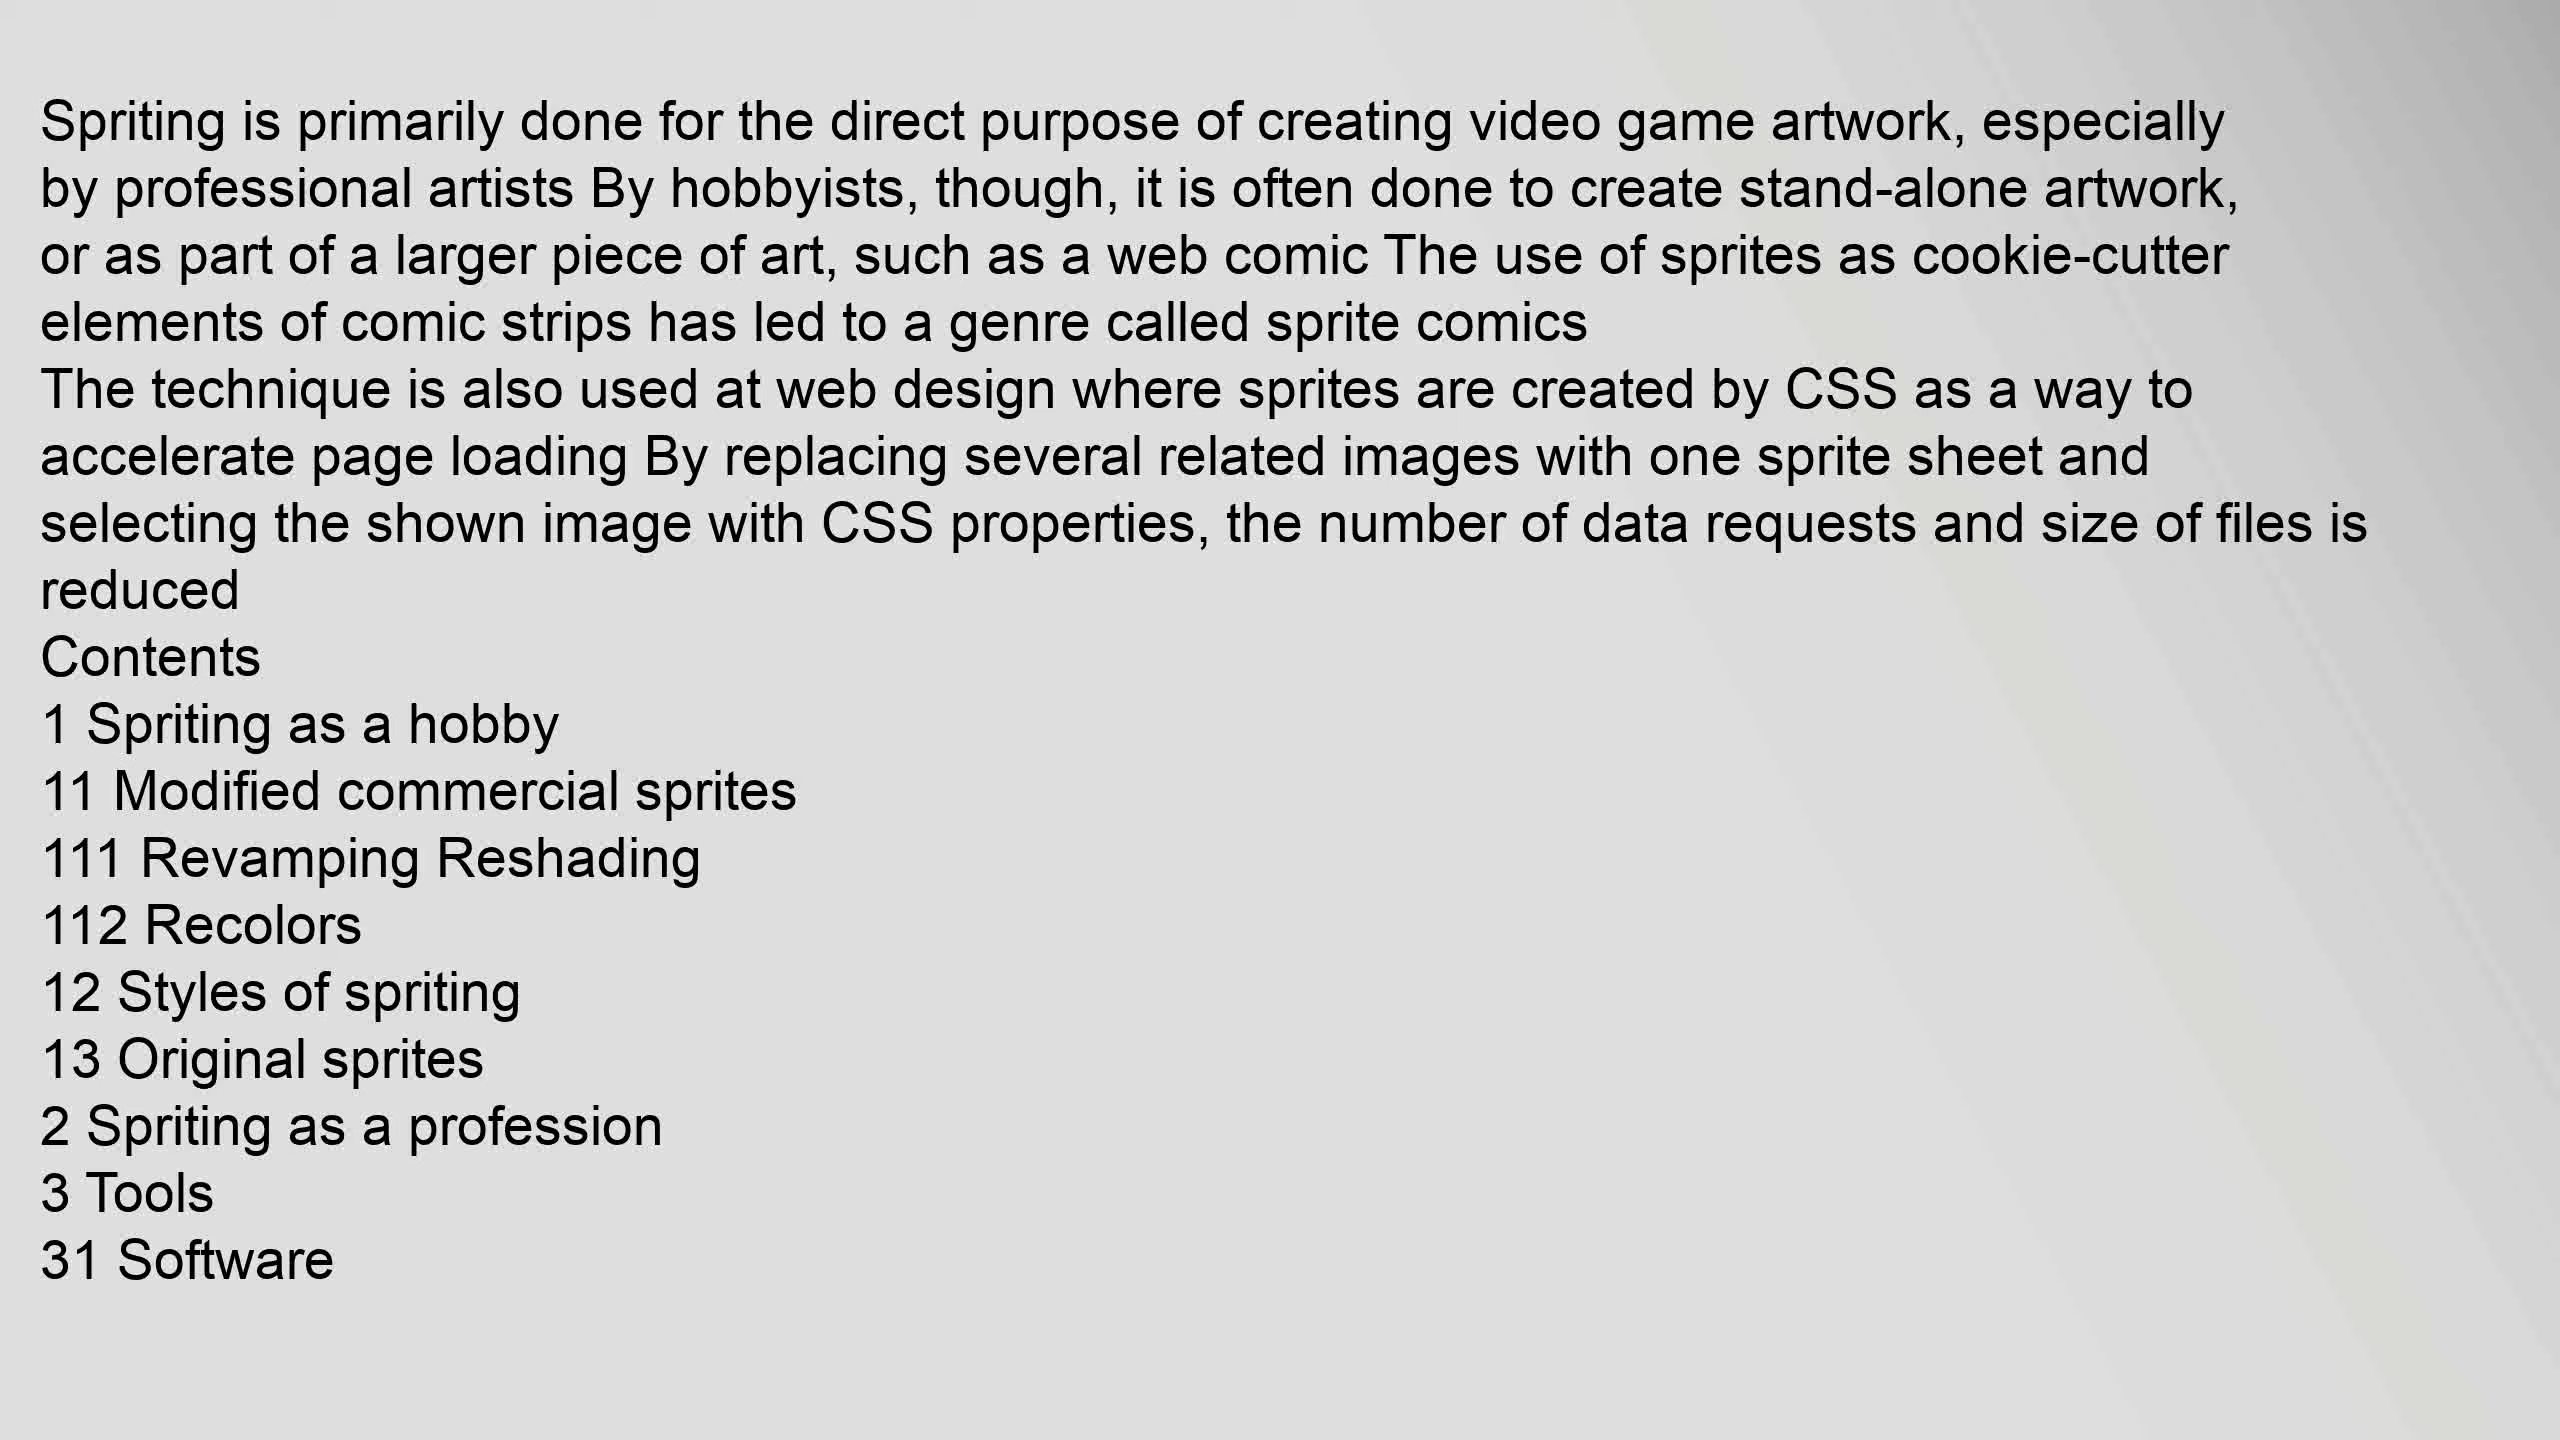 Spriting is primarily done for the direct purpose of creating video game artwork, especially
by professional artists By hobbyists, though, it is often done to create stand-alone artwork,
or as part of a larger piece of art, such as a web comic The use of sprites as cookie-cutter
elements of comic strips has led to a genre called sprite comics
The technique is also used at web design where sprites are created by CSS as a way to
accelerate page loading By replacing several related images with one sprite sheet and
selecting the shown image with CSS properties, the number of data requests and size of files is
reduced
Contents
1 Spriting as a hobby
11 Modified commercial sprites
111 Revamping Reshading
112 Recolors
12 Styles of spriting
13 Original sprites
2 Spriting as a profession
3 Tools
31 Software